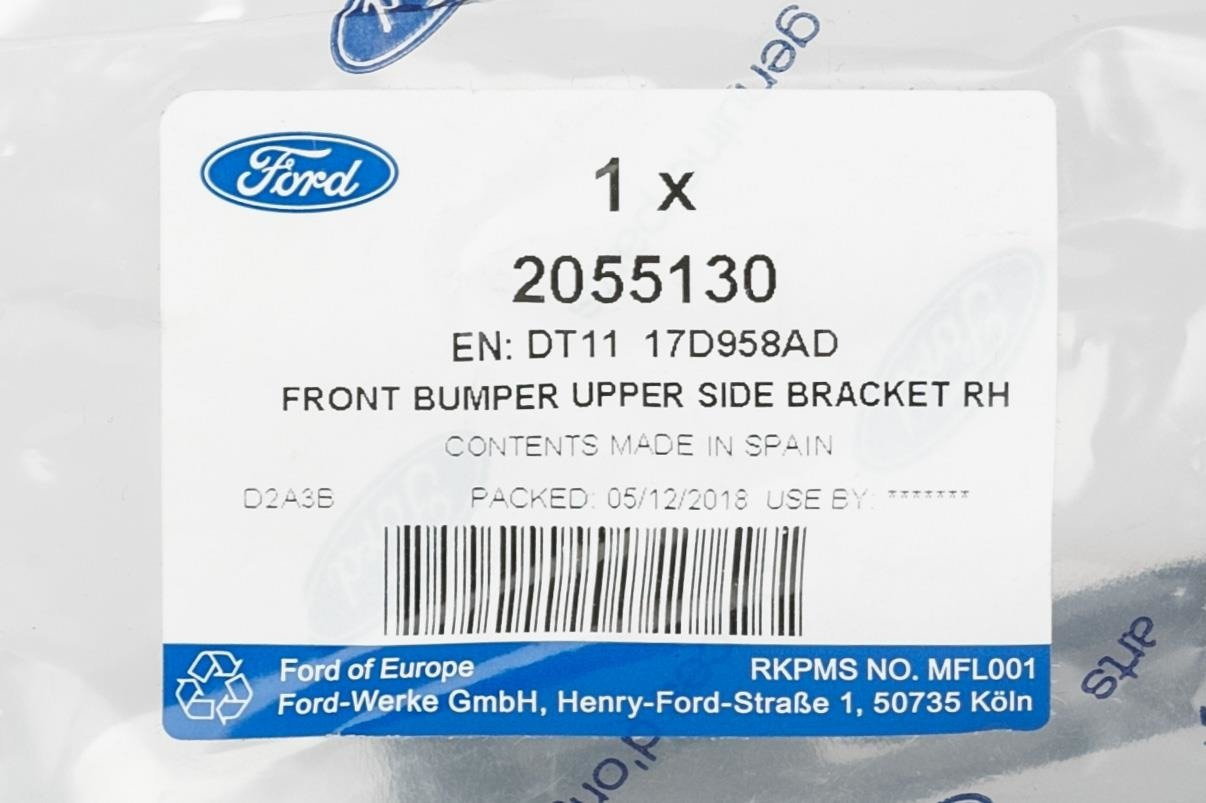 Ford
genuine
1 x
2055130
EN: DT11 17D958AD
FRONT BUMPER UPPER SIDE BRACKET RH
CONTENTS MADE IN SPAIN
D2A3B PACKED: 05/12/2018 USE BY: *******
Ford of Europe RKPMS NO. MFL001
Ford-Werke GmbH, Henry-Ford-Straße 1, 50735 Köln
arts